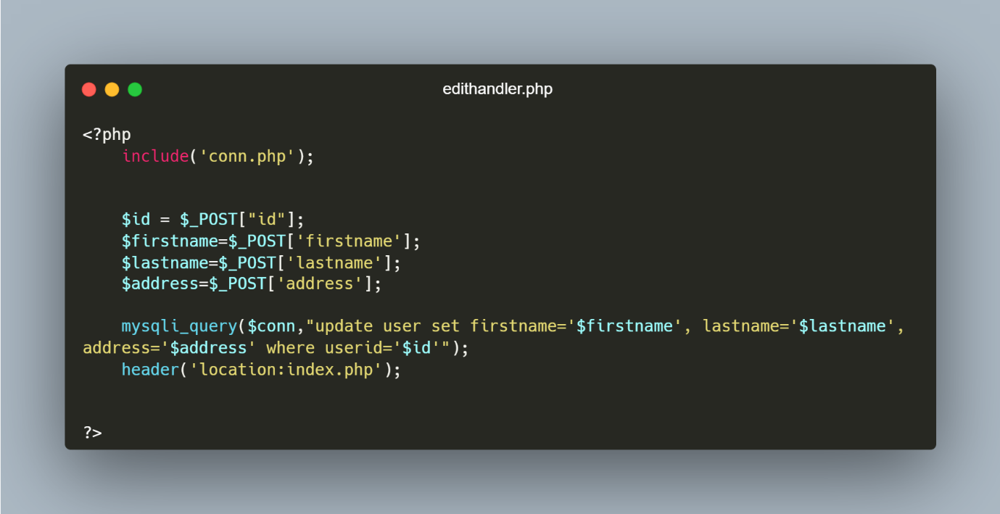 edithandler.php
<?php
include('conn.php');
$id = $_POST["id"];
$firstname=$_POST['firstname'];
$lastname=$_POST['lastname'];
$address=$_POST['address'];
mysqli_query($conn,"update user set firstname='$firstname', lastname='$lastname',
address='$address' where userid='$id'");
header('location:index.php');
?>